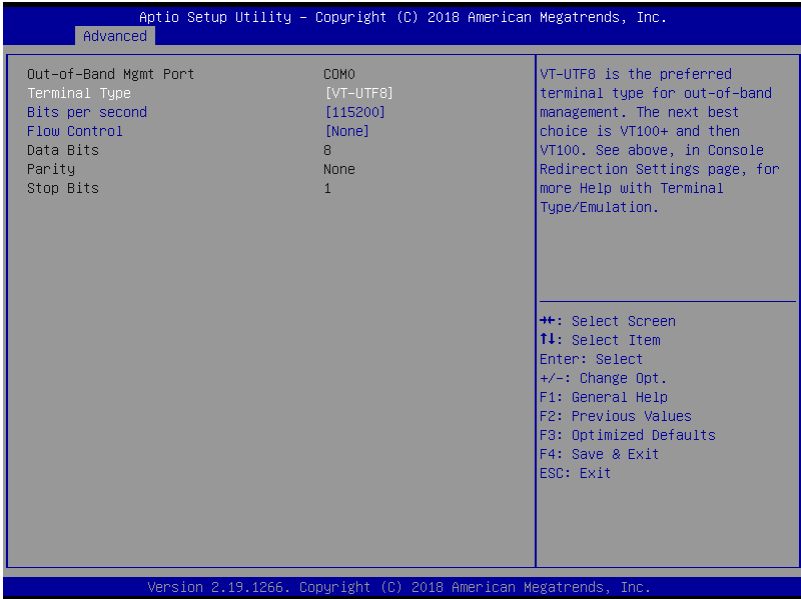 Aptio Setup Utility – Copyright (C) 2018 American Megatrends, Inc.
Advanced
Out-of-Band Mgmt Port COM0
Terminal Type [VT-UTF8]
Bits per second [115200]
Flow Control [None]
Data Bits 8
Parity None
Stop Bits 1
VT-UTF8 is the preferred
terminal type for out-of-band
management. The next best
choice is VT100+ and then
VT100. See above, in Console
Redirection Settings page, for
more Help with Terminal
Type/Emulation.
→←: Select Screen
↑↓: Select Item
Enter: Select
+/-: Change Opt.
F1: General Help
F2: Previous Values
F3: Optimized Defaults
F4: Save & Exit
ESC: Exit
Version 2.19.1266. Copyright (C) 2018 American Megatrends, Inc.